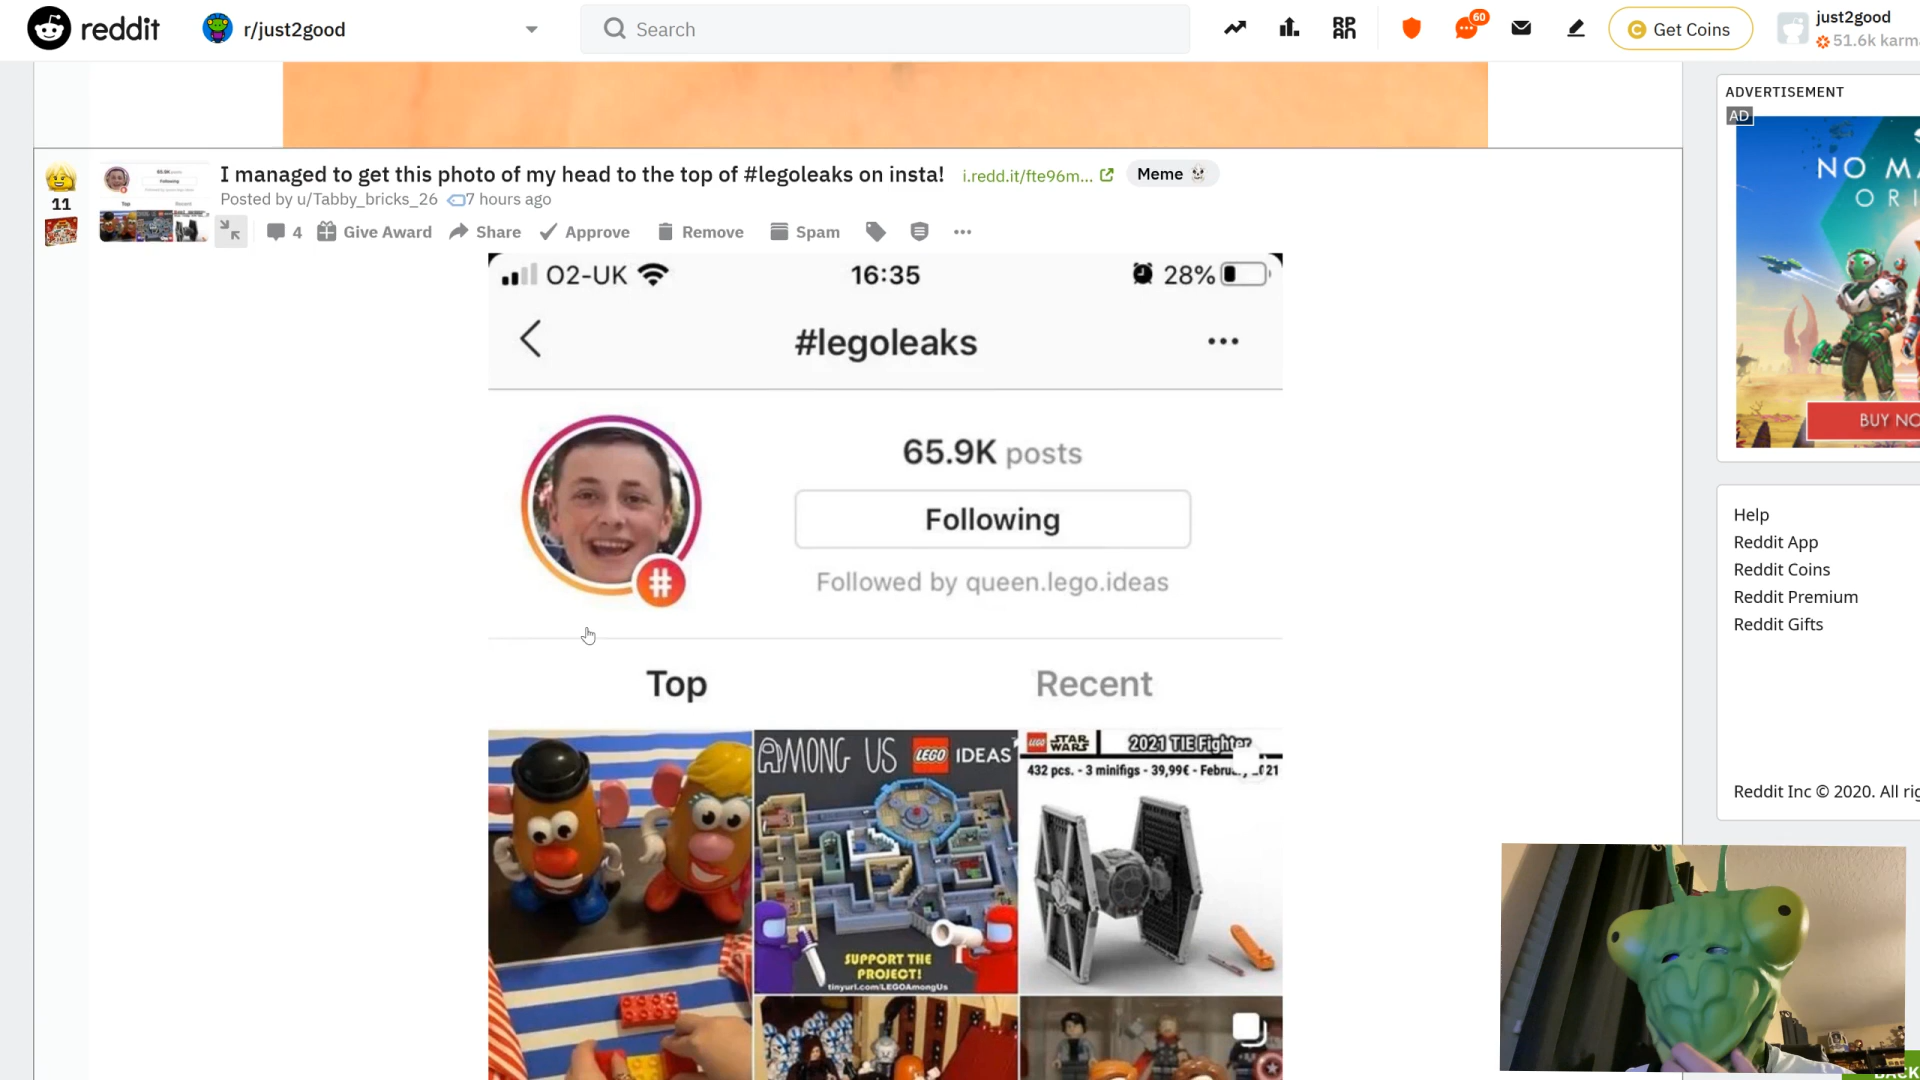 reddit
r/just2good
Search
60
Get Coins
just2good
51.6k karm
I managed to get this photo of my head to the top of #legoleaks on insta!
i.redd.it/fte96m...
Meme
Posted by u/Tabby_bricks_26
7 hours ago
11
4
Give Award
Share
Approve
Remove
Spam
O2-UK
16:35
28%
#legoleaks
65.9K posts
Following
Followed by queen.lego.ideas
#
Top
Recent
AMONG US LEGO IDEAS
SUPPORT THE
PROJECT!
tinyurl.com/LEGOAmongUs
LEGO STAR WARS
2021 TIE Fighter
432 pcs. - 3 minifigs - 39,99€
ADVERTISEMENT
AD
NO MA
ORI
BUY NO
Help
Reddit App
Reddit Coins
Reddit Premium
Reddit Gifts
Reddit Inc © 2020. All rig
BACK